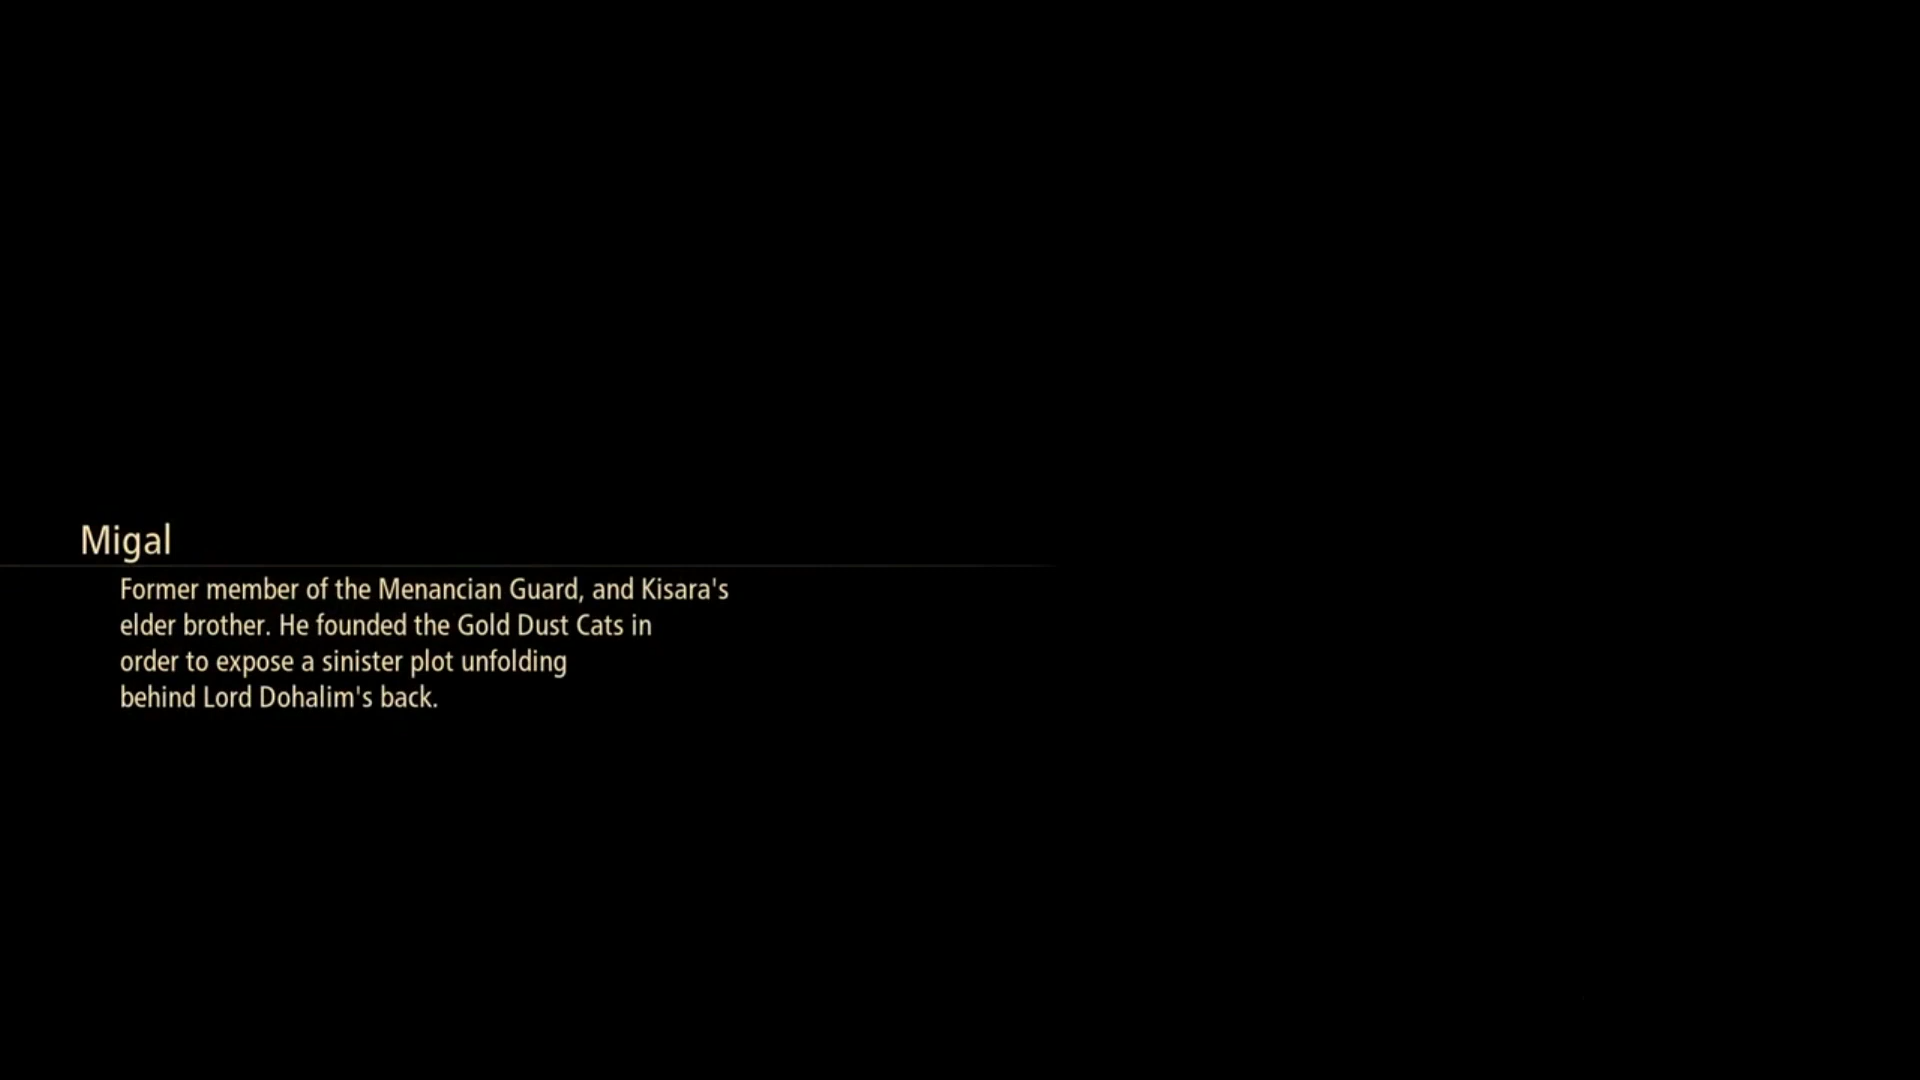 Migal
Former member of the Menancian Guard, and Kisara's
elder brother. He founded the Gold Dust Cats in
order to expose a sinister plot unfolding
behind Lord Dohalim's back.